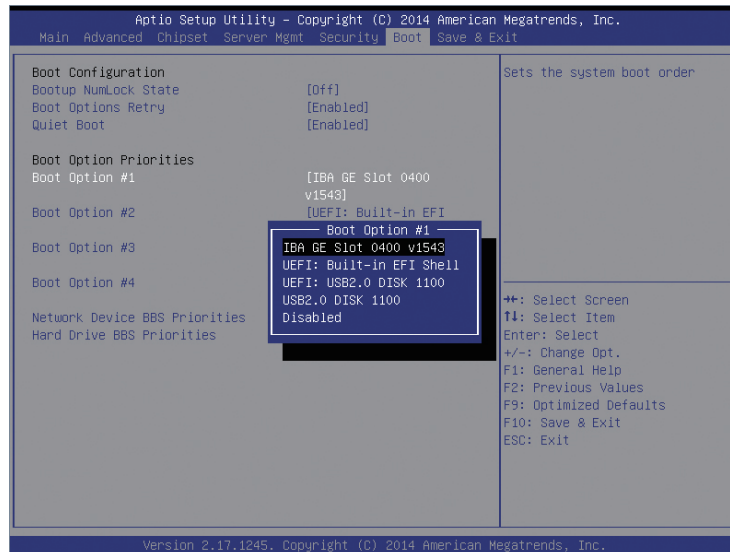 Aptio Setup Utility – Copyright (C) 2014 American Megatrends, Inc.
Main Advanced Chipset Server Mgmt Security Boot Save & Exit
Boot Configuration
Bootup NumLock State [Off]
Boot Options Retry [Enabled]
Quiet Boot [Enabled]
Boot Option Priorities
Boot Option #1 [IBA GE Slot 0400
v1543]
Boot Option #2 [UEFI: Built-in EFI
Boot Option #3
Boot Option #4
Network Device BBS Priorities
Hard Drive BBS Priorities
Boot Option #1
IBA GE Slot 0400 v1543
UEFI: Built-in EFI Shell
UEFI: USB2.0 DISK 1100
USB2.0 DISK 1100
Disabled
Sets the system boot order
→←: Select Screen
↑↓: Select Item
Enter: Select
+/-: Change Opt.
F1: General Help
F2: Previous Values
F9: Optimized Defaults
F10: Save & Exit
ESC: Exit
Version 2.17.1245. Copyright (C) 2014 American Megatrends, Inc.